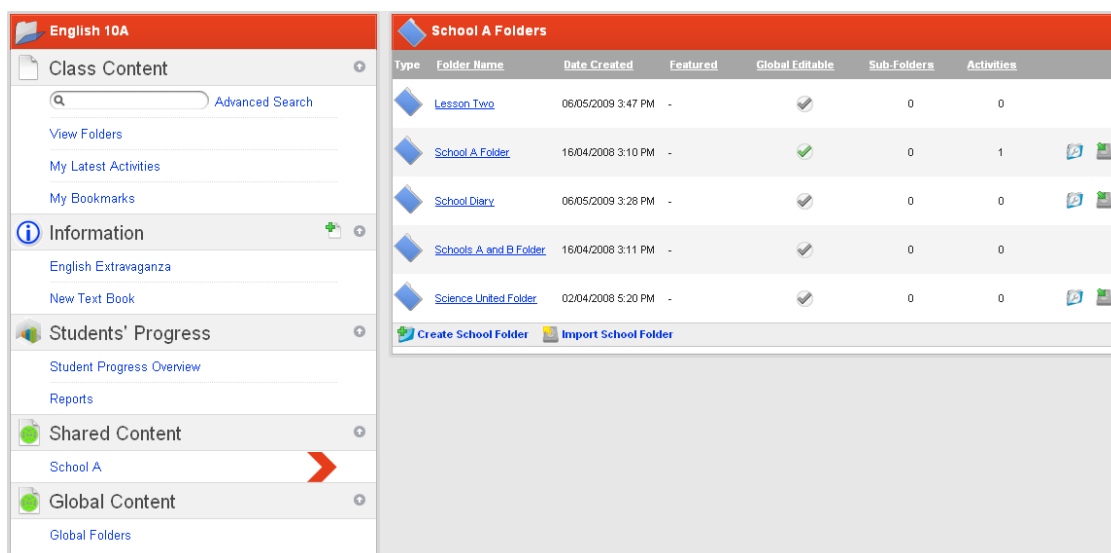 English 10A
Class Content
Advanced Search
View Folders
My Latest Activities
My Bookmarks
Information
English Extravaganza
New Text Book
Students' Progress
Student Progress Overview
Reports
Shared Content
School A
Global Content
Global Folders
School A Folders
Type Folder Name Date Created Featured Global Editable Sub-Folders Activities
Lesson Two 06/05/2009 3:47 PM - 0 0
School A Folder 16/04/2008 3:10 PM - 0 1
School Diary 06/05/2009 3:28 PM - 0 0
Schools A and B Folder 16/04/2008 3:11 PM - 0 0
Science United Folder 02/04/2008 5:20 PM - 0 0
Create School Folder Import School Folder